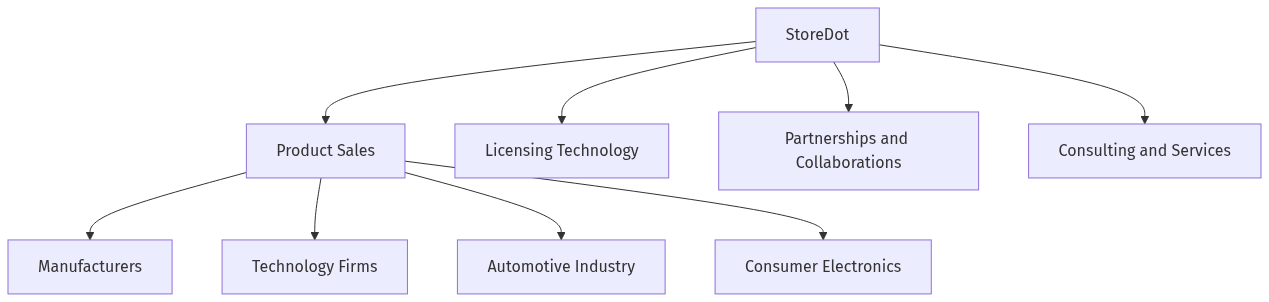 StoreDot
Product Sales
Licensing Technology
Partnerships and
Collaborations
Consulting and Services
Manufacturers
Technology Firms
Automotive Industry
Consumer Electronics